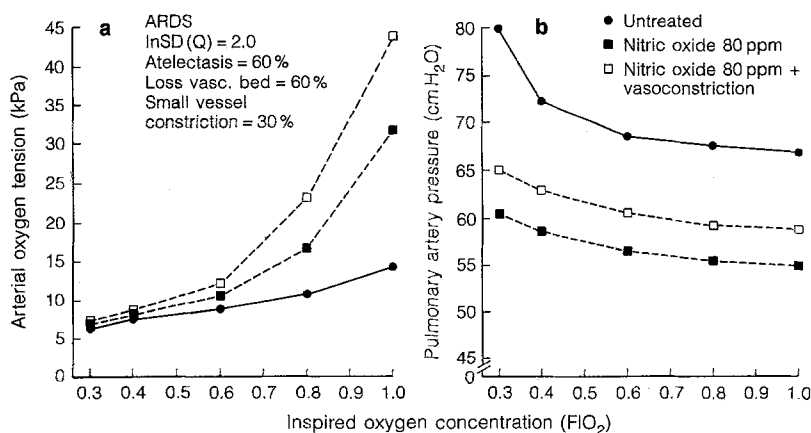 a
ARDS
lnSD (Q) = 2.0
Atelectasis = 60 %
Loss vasc. bed = 60 %
Small vessel
constriction = 30 %
Arterial oxygen tension (kPa)
45
40
35
30
25
20
15
10
5
0
0.3 0.4 0.5 0.6 0.7 0.8 0.9 1.0
b
Untreated
Nitric oxide 80 ppm
Nitric oxide 80 ppm +
vasoconstriction
Pulmonary artery pressure (cm H₂O)
80
75
70
65
60
55
50
45
0
0.3 0.4 0.5 0.6 0.7 0.8 0.9 1.0
Inspired oxygen concentration (FIO₂)